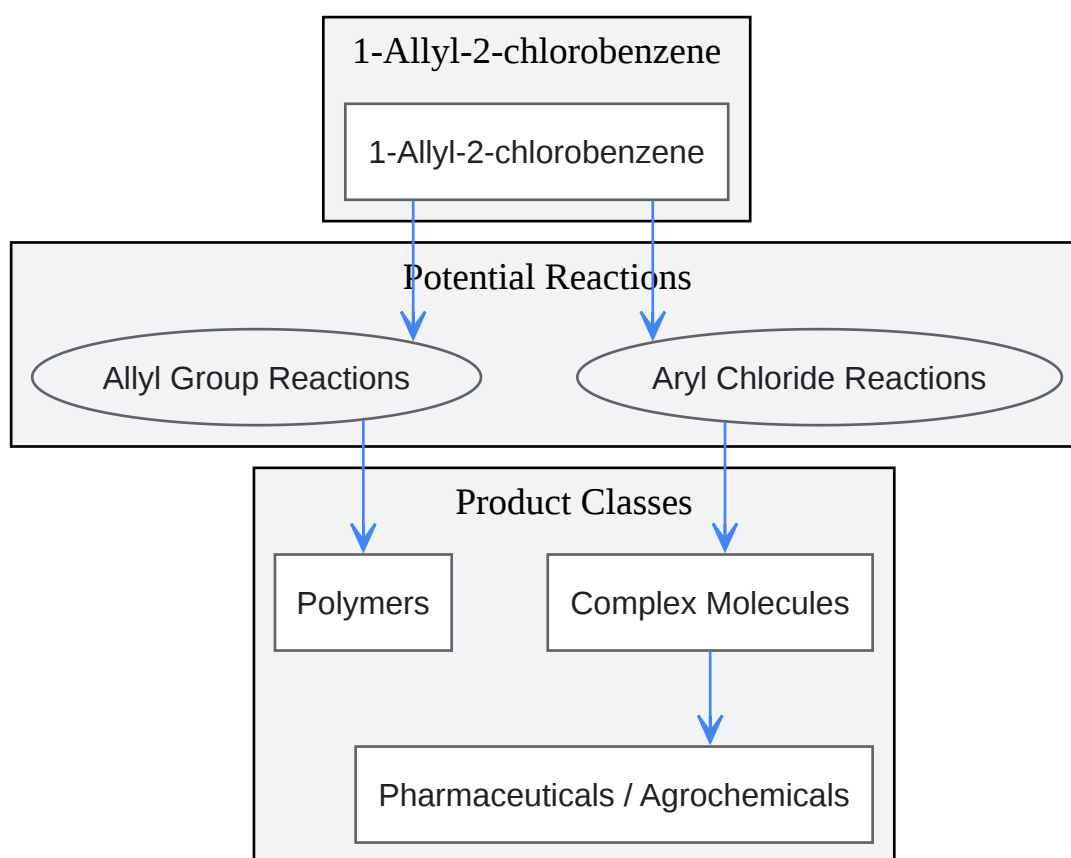 1-Allyl-2-chlorobenzene
1-Allyl-2-chlorobenzene
Potential Reactions
Allyl Group Reactions
Aryl Chloride Reactions
Product Classes
Polymers
Complex Molecules
Pharmaceuticals / Agrochemicals